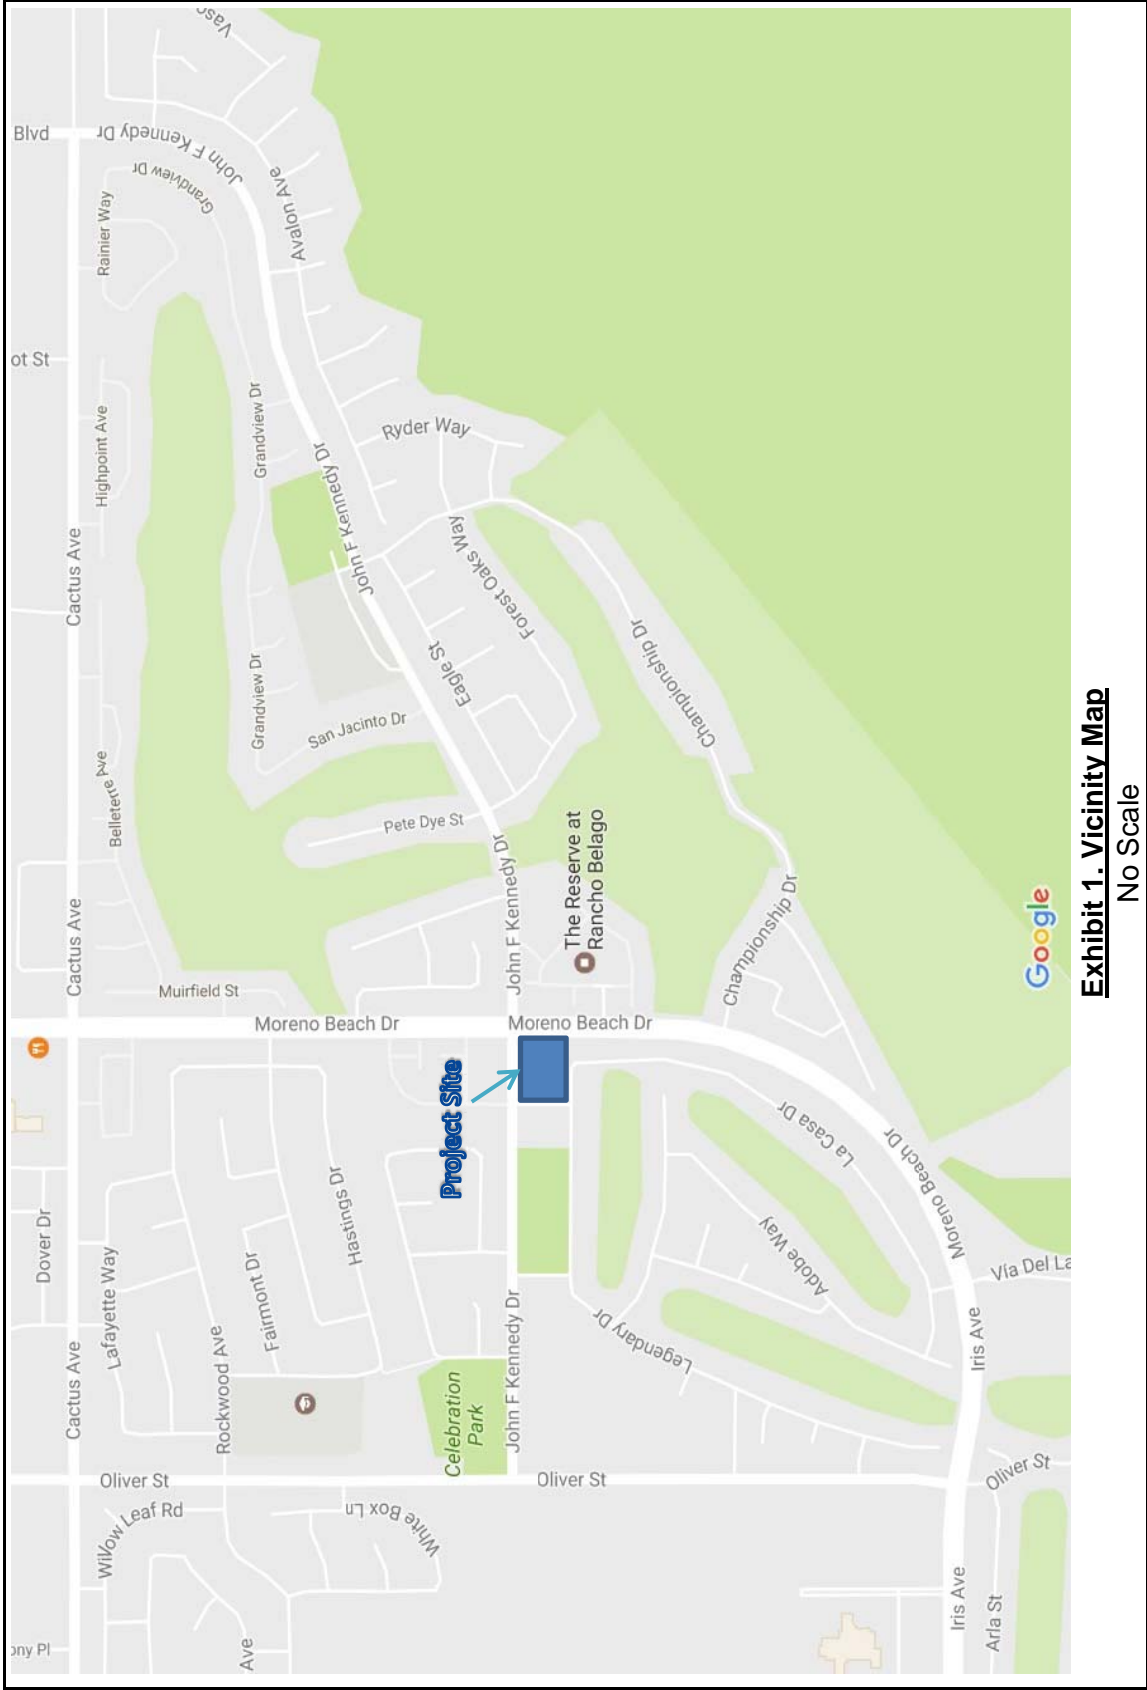 ony Pl
Dover Dr
ot St
Blvd
Cactus Ave
Cactus Ave
Cactus Ave
Willow Leaf Rd
Oliver St
Lafayette Way
Muirfield St
Belleterre Ave
Highpoint Ave
Rainier Way
Grandview Dr
John F Kennedy Dr
Vasc
Ave
Rockwood Ave
Fairmont Dr
Hastings Dr
Moreno Beach Dr
Grandview Dr
Grandview Dr
Avalon Ave
White Box Ln
San Jacinto Dr
John F Kennedy Dr
Pete Dye St
Eagle St
Ryder Way
Celebration
Park
Project Site
Forest Oaks Way
John F Kennedy Dr
John F Kennedy Dr
Oliver St
Moreno Beach Dr
The Reserve at
Rancho Belago
Legendary Dr
Championship Dr
Adobe Way
La Casa Dr
Championship Dr
Moreno Beach Dr
Iris Ave
Iris Ave
Arla St
Oliver St
Vía Del La
Google
Exhibit 1. Vicinity Map
No Scale